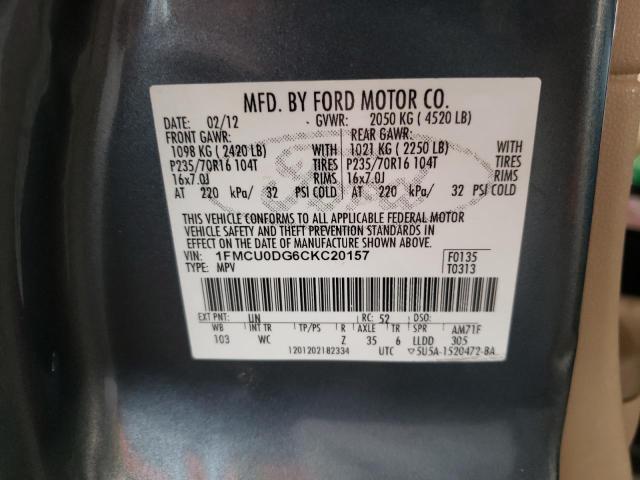 MFD. BY FORD MOTOR CO.
DATE: 02/12 GVWR: 2050 KG ( 4520 LB)
FRONT GAWR: REAR GAWR:
1098 KG ( 2420 LB) WITH 1021 KG ( 2250 LB) WITH
P235/70R16 104T TIRES P235/70R16 104T TIRES
16x7.0J RIMS 16x7.0J RIMS
AT 220 kPa/ 32 PSI COLD AT 220 kPa/ 32 PSI COLD
Ford
THIS VEHICLE CONFORMS TO ALL APPLICABLE FEDERAL MOTOR
VEHICLE SAFETY AND THEFT PREVENTION STANDARDS IN
EFFECT ON THE DATE OF MANUFACTURE SHOWN ABOVE.
VIN: 1FMCU0DG6CKC20157 F0135
TYPE: MPV T0313
EXT PNT: UN RC: 52 DSO:
WB INT TR TP/PS R AXLE TR SPR AM71F
103 WC Z 35 6 LLDD 305
1201202182334 UTC ▽5U5A-1520472-BA